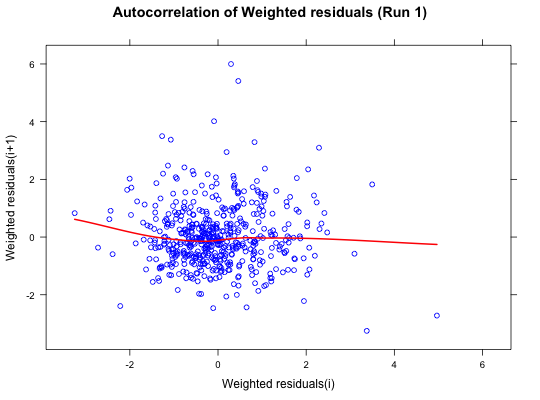 Autocorrelation of Weighted residuals (Run 1)
6
4
2
0
-2
Weighted residuals(i+1)
-2 0 2 4 6
Weighted residuals(i)